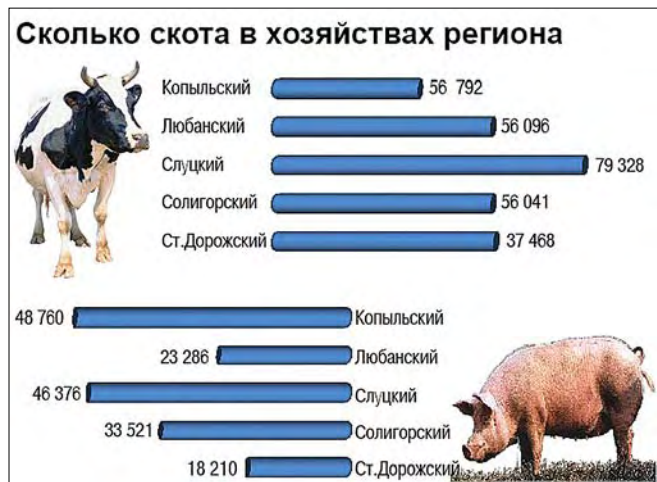 Сколько скота в хозяйствах региона
Копыльский 56 792
Любанский 56 096
Слуцкий 79 328
Солигорский 56 041
Ст.Дорожский 37 468
48 760 Копыльский
23 286 Любанский
46 376 Слуцкий
33 521 Солигорский
18 210 Ст.Дорожский